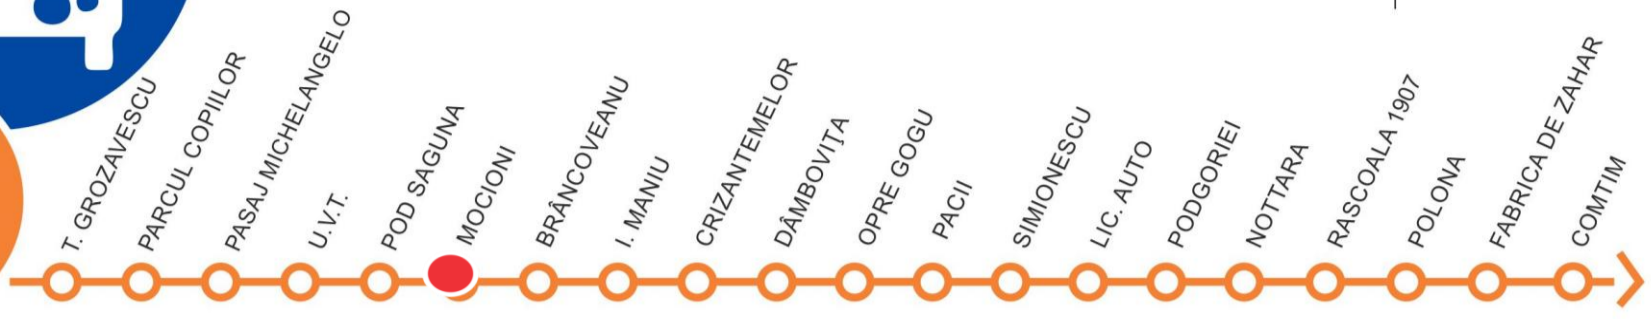 T. GROZAVESCU
PARCUL COPIILOR
PASAJ MICHELANGELO
U.V.T.
POD SAGUNA
MOCIONI
BRÂNCOVEANU
I. MANIU
CRIZANTEMELOR
DÂMBOVIŢA
OPRE GOGU
PACII
SIMIONESCU
LIC. AUTO
PODGORIEI
NOTTARA
RASCOALA 1907
POLONA
FABRICA DE ZAHAR
COMTIM